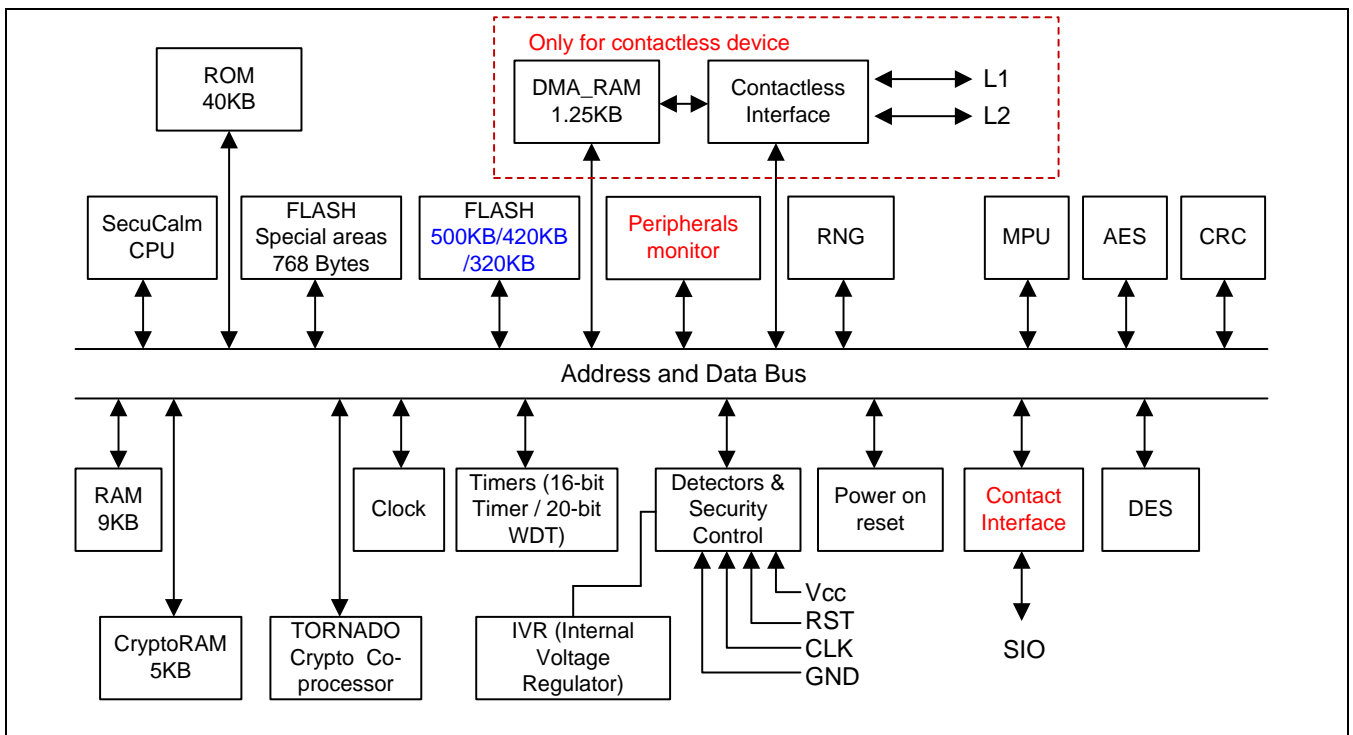 Only for contactless device
ROM
40KB
DMA_RAM
1.25KB
Contactless
Interface
L1
L2
SecuCalm
CPU
FLASH
Special areas
768 Bytes
FLASH
500KB/420KB
/320KB
Peripherals
monitor
RNG
MPU
AES
CRC
Address and Data Bus
RAM
9KB
Clock
Timers (16-bit
Timer / 20-bit
WDT)
Detectors &
Security
Control
Power on
reset
Contact
Interface
DES
CryptoRAM
5KB
TORNADO
Crypto Co-
processor
IVR (Internal
Voltage
Regulator)
Vcc
RST
CLK
GND
SIO